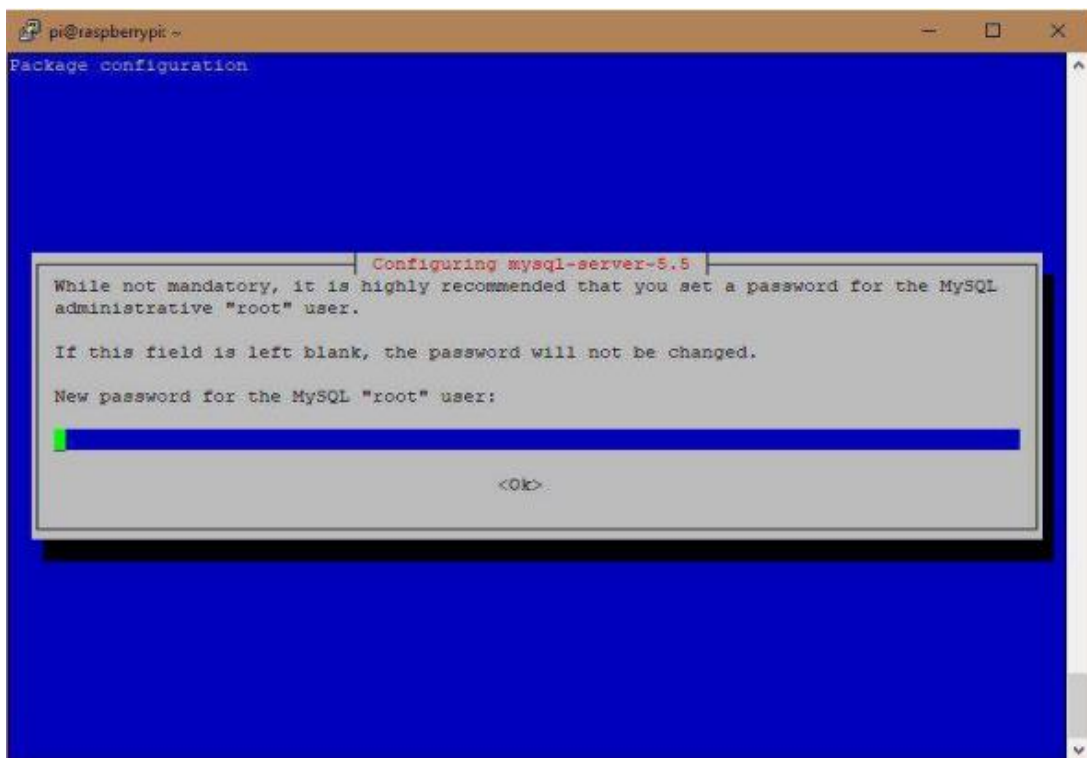 pi@raspberrypi: ~
Package configuration
Configuring mysql-server-5.5
While not mandatory, it is highly recommended that you set a password for the MySQL
administrative "root" user.
If this field is left blank, the password will not be changed.
New password for the MySQL "root" user:
<Ok>